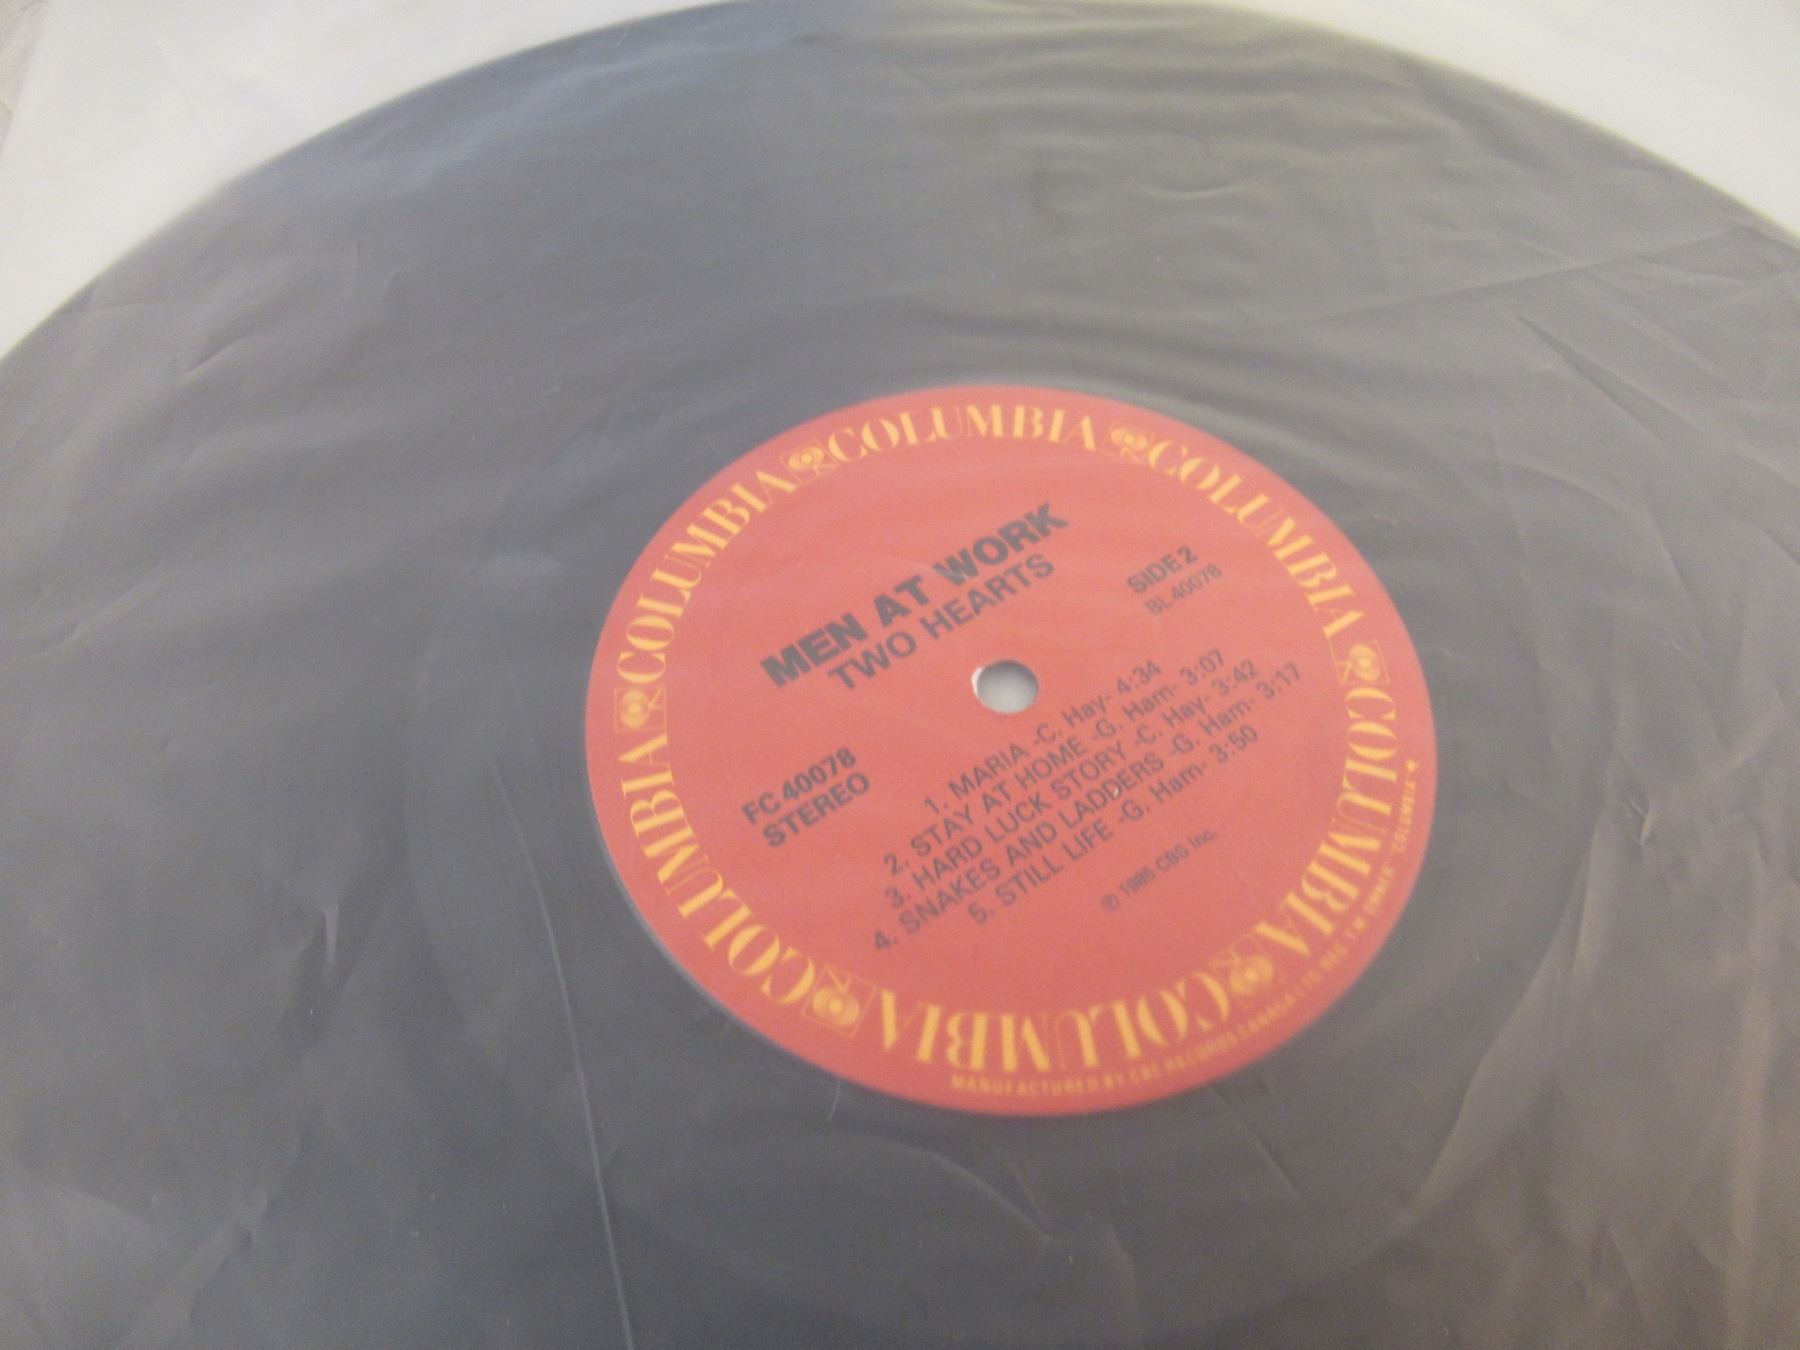 COLUMBIA COLUMBIA COLUMBIA COLUMBIA COLUMBIA COLUMBIA
MEN AT WORK
TWO HEARTS
SIDE 2
BL 40078
FC 40078
STEREO
1. MARIA -C. Hay- 4:34
2. STAY AT HOME -G. Ham- 3:07
3. HARD LUCK STORY -C. Hay- 3:42
4. SNAKES AND LADDERS -G. Ham- 3:17
5. STILL LIFE -G. Ham- 3:50
℗ 1985 CBS Inc.
MANUFACTURED BY CBS RECORDS CANADA LTD. REG. T.M. OWNED "COLUMBIA"